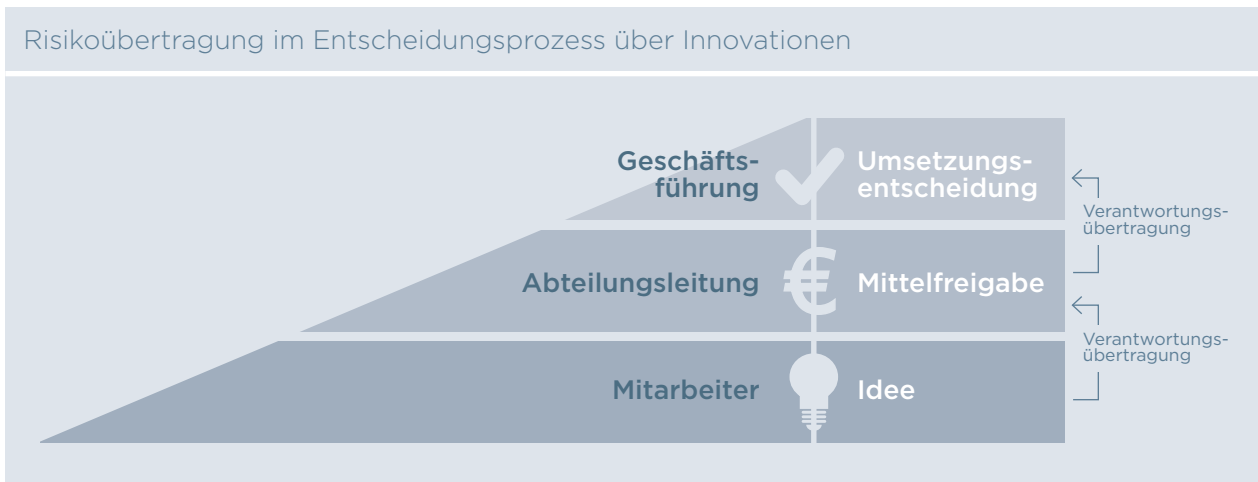 Risikoübertragung im Entscheidungsprozess über Innovationen
Geschäfts-
führung
Umsetzungs-
entscheidung
Verantwortungs-
übertragung
Abteilungsleitung
€
Mittelfreigabe
Verantwortungs-
übertragung
Mitarbeiter
Idee